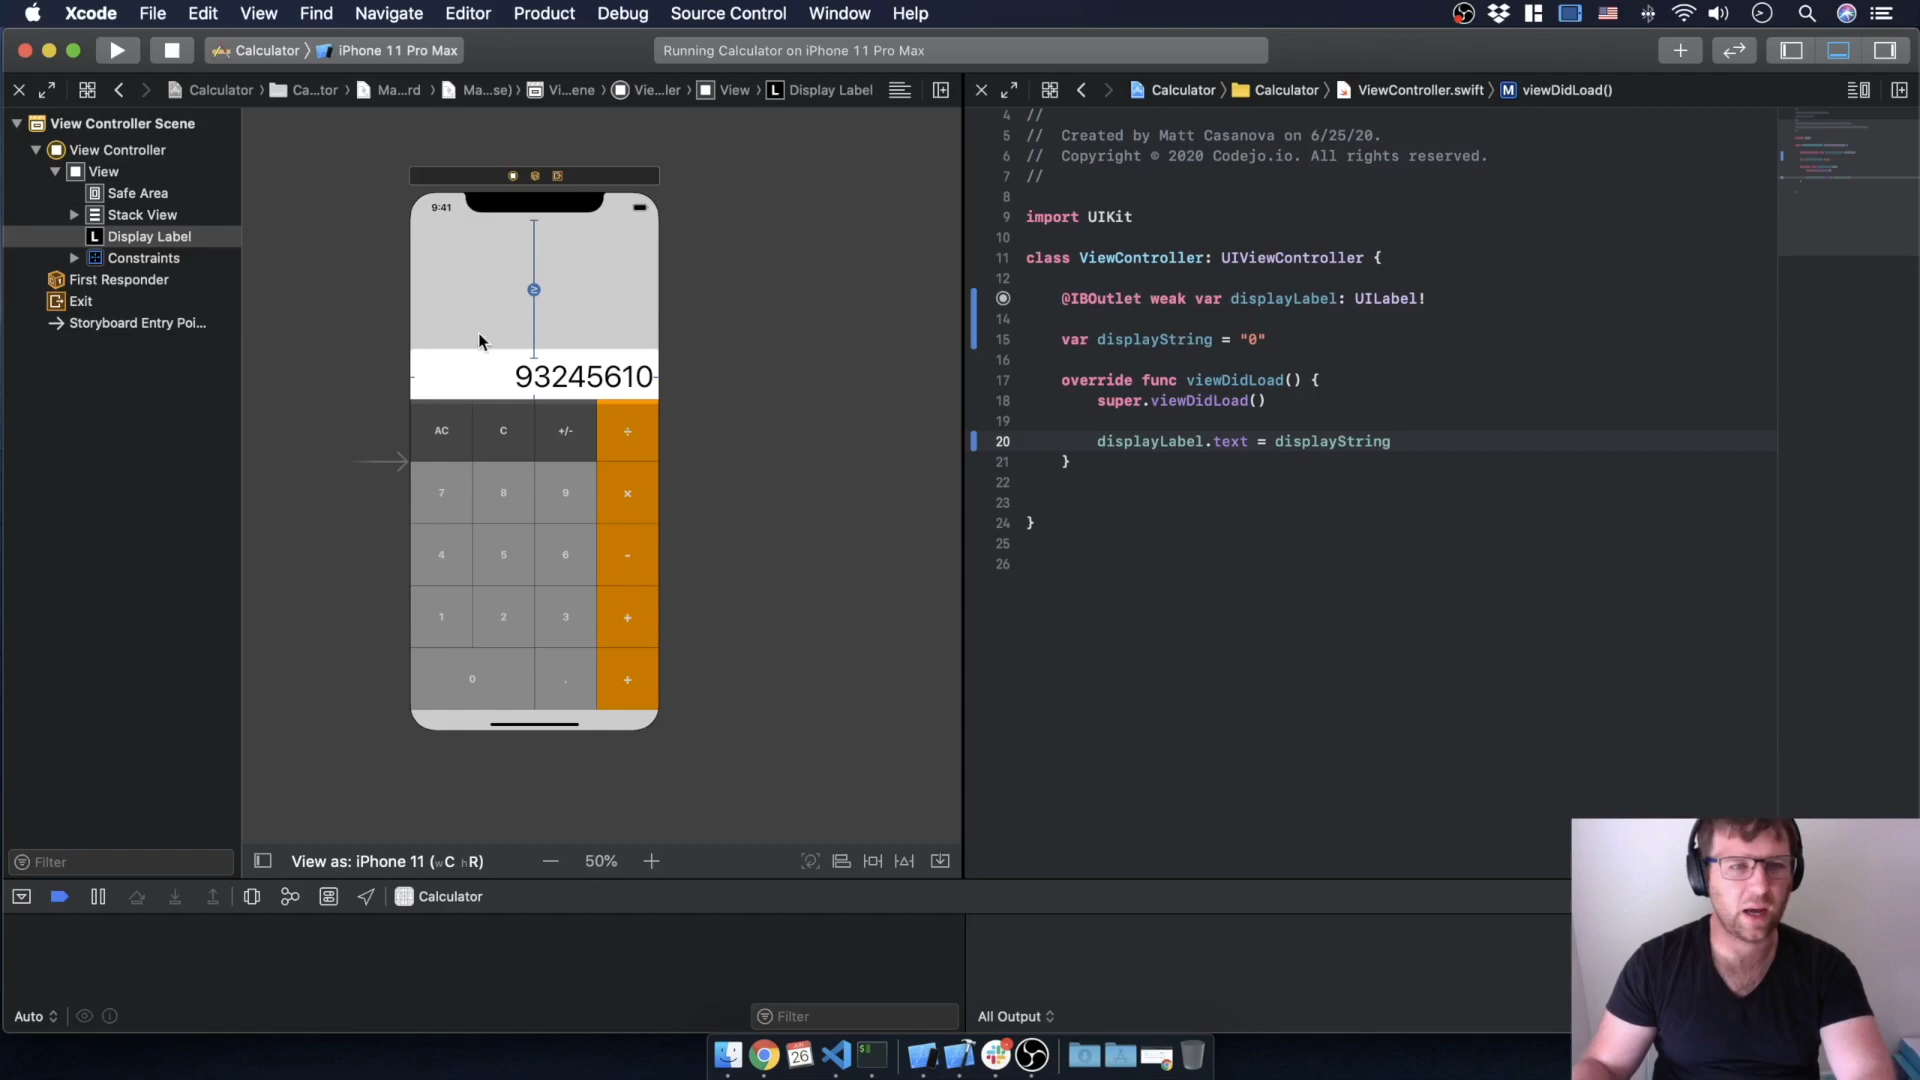 Xcode File Edit View Find Navigate Editor Product Debug Source Control Window Help
Calculator iPhone 11 Pro Max
Running Calculator on iPhone 11 Pro Max
Calculator Ca...tor Ma...rd Ma...se) Vi...ene Vie...ler View L Display Label
Calculator Calculator ViewController.swift M viewDidLoad()
View Controller Scene
View Controller
View
Safe Area
Stack View
L Display Label
Constraints
First Responder
Exit
Storyboard Entry Poi...
Filter
9:41
93245610
AC C +/- ÷
7 8 9 ×
4 5 6 -
1 2 3 +
0 . +
View as: iPhone 11 (wC hR) 50%
4 //
5 // Created by Matt Casanova on 6/25/20.
6 // Copyright © 2020 Codejo.io. All rights reserved.
7 //
8
9 import UIKit
10
11 class ViewController: UIViewController {
12
@IBOutlet weak var displayLabel: UILabel!
14
15 var displayString = "0"
16
17 override func viewDidLoad() {
18 super.viewDidLoad()
19
20 displayLabel.text = displayString
21 }
22
23
24 }
25
26
Calculator
Auto
Filter
All Output
26